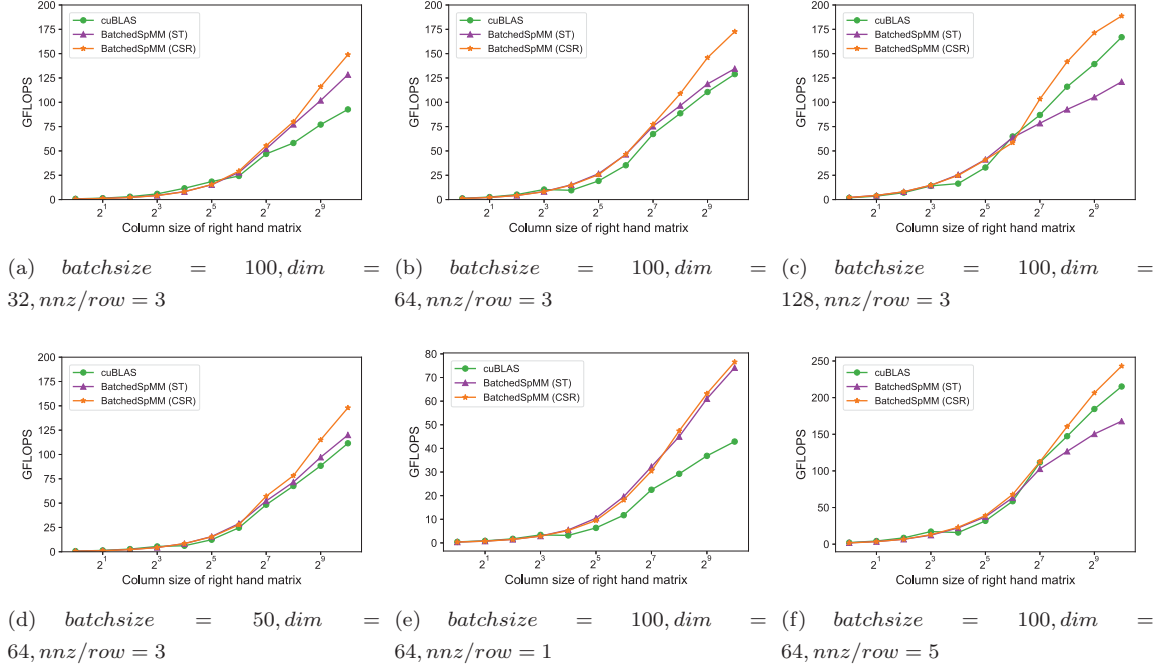 200
175
150
125
100
75
50
25
0
GFLOPS
cuBLAS
BatchedSpMM (ST)
BatchedSpMM (CSR)
2^1 2^3 2^5 2^7 2^9
Column size of right hand matrix
(a) batchsize = 100, dim =
32, nnz/row = 3
200
175
150
125
100
75
50
25
0
GFLOPS
cuBLAS
BatchedSpMM (ST)
BatchedSpMM (CSR)
2^1 2^3 2^5 2^7 2^9
Column size of right hand matrix
(b) batchsize = 100, dim =
64, nnz/row = 3
200
175
150
125
100
75
50
25
0
GFLOPS
cuBLAS
BatchedSpMM (ST)
BatchedSpMM (CSR)
2^1 2^3 2^5 2^7 2^9
Column size of right hand matrix
(c) batchsize = 100, dim =
128, nnz/row = 3
200
175
150
125
100
75
50
25
0
GFLOPS
cuBLAS
BatchedSpMM (ST)
BatchedSpMM (CSR)
2^1 2^3 2^5 2^7 2^9
Column size of right hand matrix
(d) batchsize = 50, dim =
64, nnz/row = 3
80
70
60
50
40
30
20
10
0
GFLOPS
cuBLAS
BatchedSpMM (ST)
BatchedSpMM (CSR)
2^1 2^3 2^5 2^7 2^9
Column size of right hand matrix
(e) batchsize = 100, dim =
64, nnz/row = 1
250
200
150
100
50
0
GFLOPS
cuBLAS
BatchedSpMM (ST)
BatchedSpMM (CSR)
2^1 2^3 2^5 2^7 2^9
Column size of right hand matrix
(f) batchsize = 100, dim =
64, nnz/row = 5